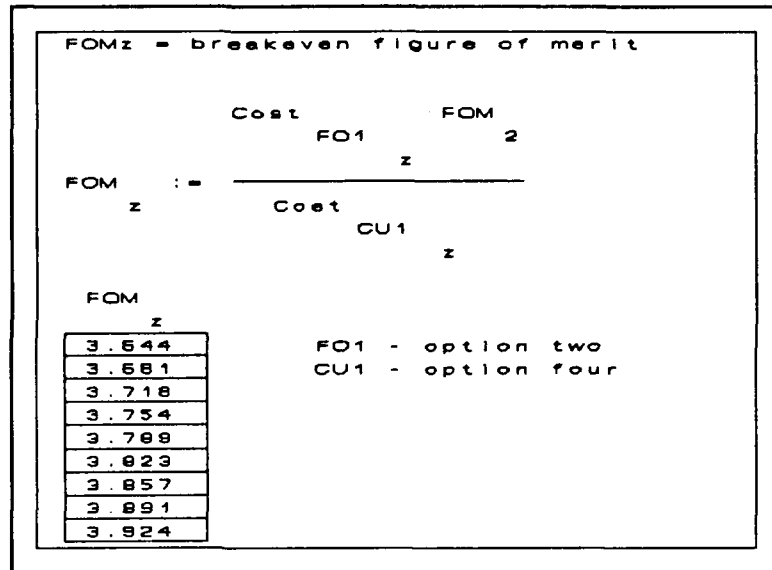 FOMz = breakeven figure of merit
Cost FOM
FO1 2
z
FOM :=
z Cost
CU1
z
FOM
z
3.644 FO1 - option two
3.681 CU1 - option four
3.718
3.754
3.789
3.823
3.857
3.891
3.924